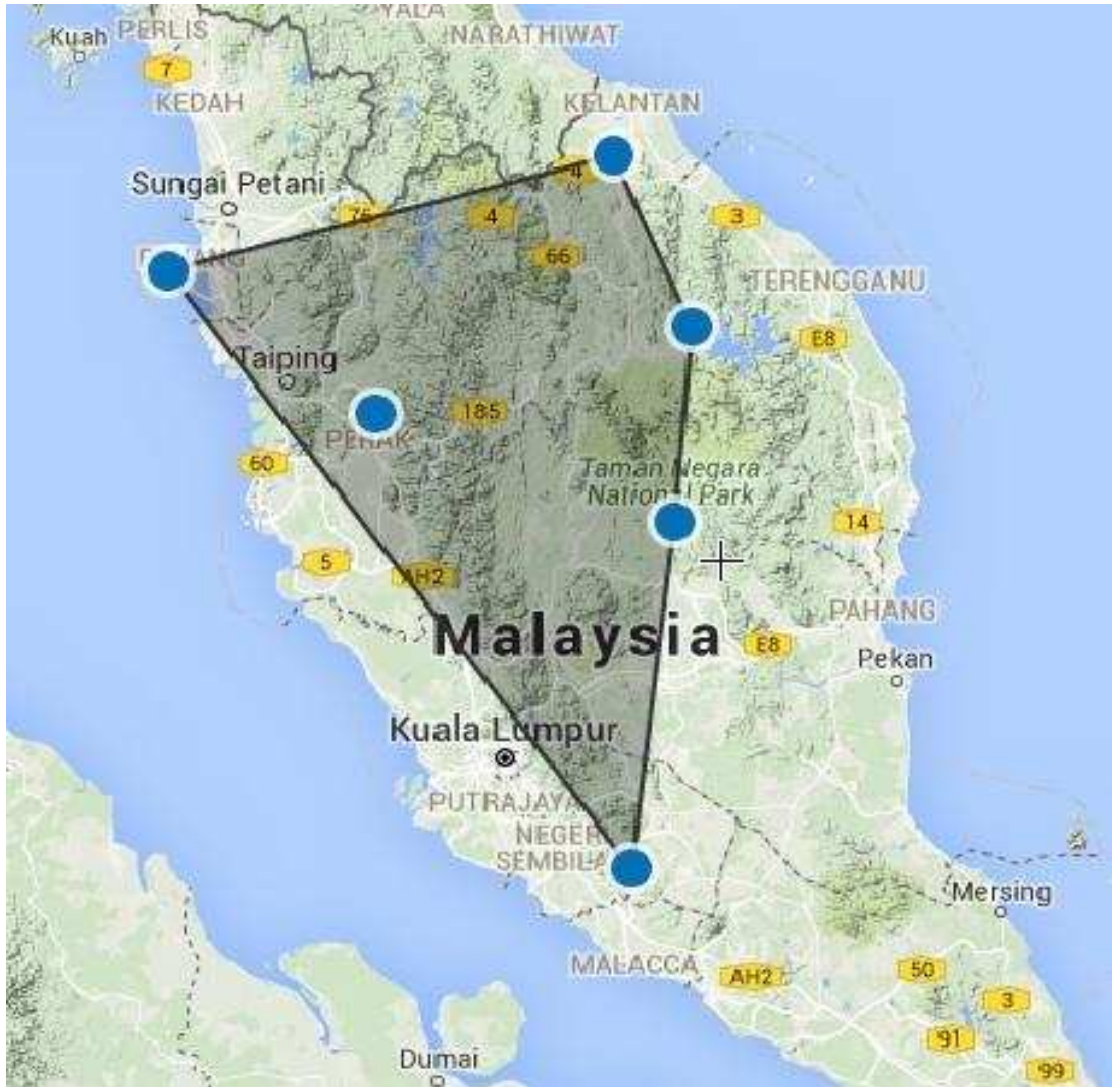 YALA
Kuah
PERLIS
NARATHIWAT
7
KEDAH
KELANTAN
4
Sungai Petani
76
4
3
66
TERENGGANU
E8
Taiping
185
PERAK
60
Taman Negara
National Park
14
5
AH2
PAHANG
Malaysia
E8
Pekan
Kuala Lumpur
PUTRAJAYA
NEGERI
SEMBILA
Mersing
MALACCA
AH2
50
3
91
99
Dumai